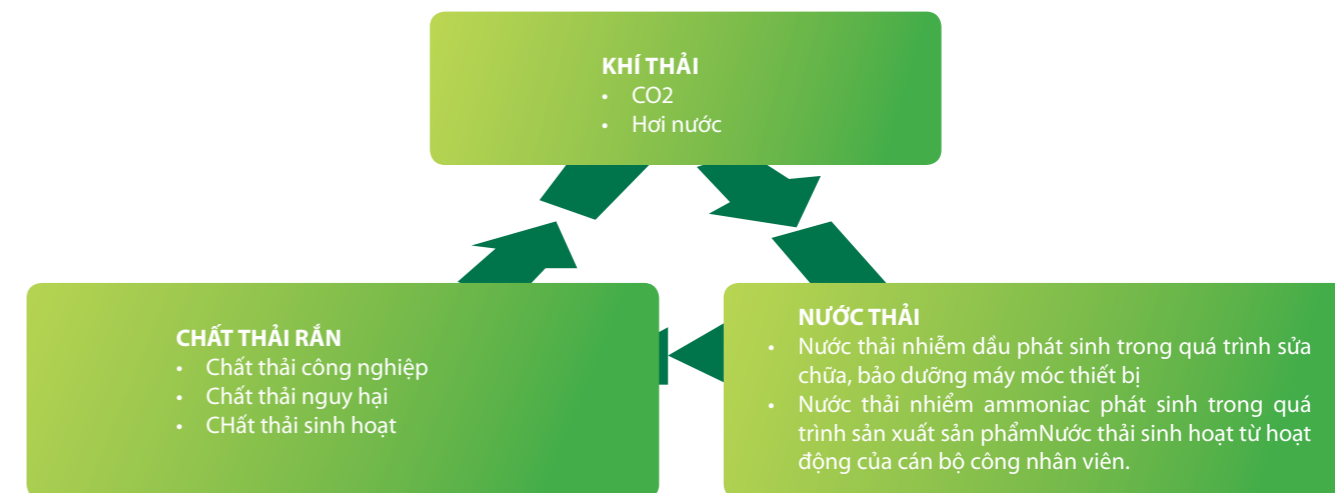 KHÍ THẢI
• CO2
• Hơi nước
CHẤT THẢI RẮN
• Chất thải công nghiệp
• Chất thải nguy hại
• CHất thải sinh hoạt
NƯỚC THẢI
• Nước thải nhiễm dầu phát sinh trong quá trình sửa
chữa, bảo dưỡng máy móc thiết bị
• Nước thải nhiểm ammoniac phát sinh trong quá
trình sản xuất sản phẩmNước thải sinh hoạt từ hoạt
động của cán bộ công nhân viên.